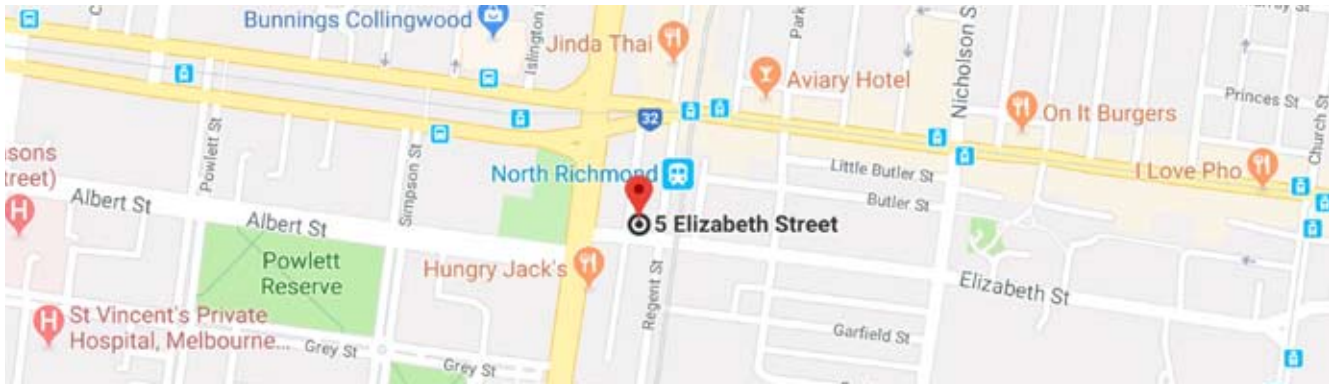 Bunnings Collingwood
Islington
Jinda Thai
Park
Aviary Hotel
Nicholson S
On It Burgers
Princes St
Church St
I Love Pho
32
North Richmond
Little Butler St
Butler St
sons
treet)
Powlett St
Simpson St
Albert St
Albert St
5 Elizabeth Street
Powlett
Reserve
Hungry Jack's
Regent St
Elizabeth St
Garfield St
St Vincent's Private
Hospital, Melbourne...
Grey St
Grey St
H
H